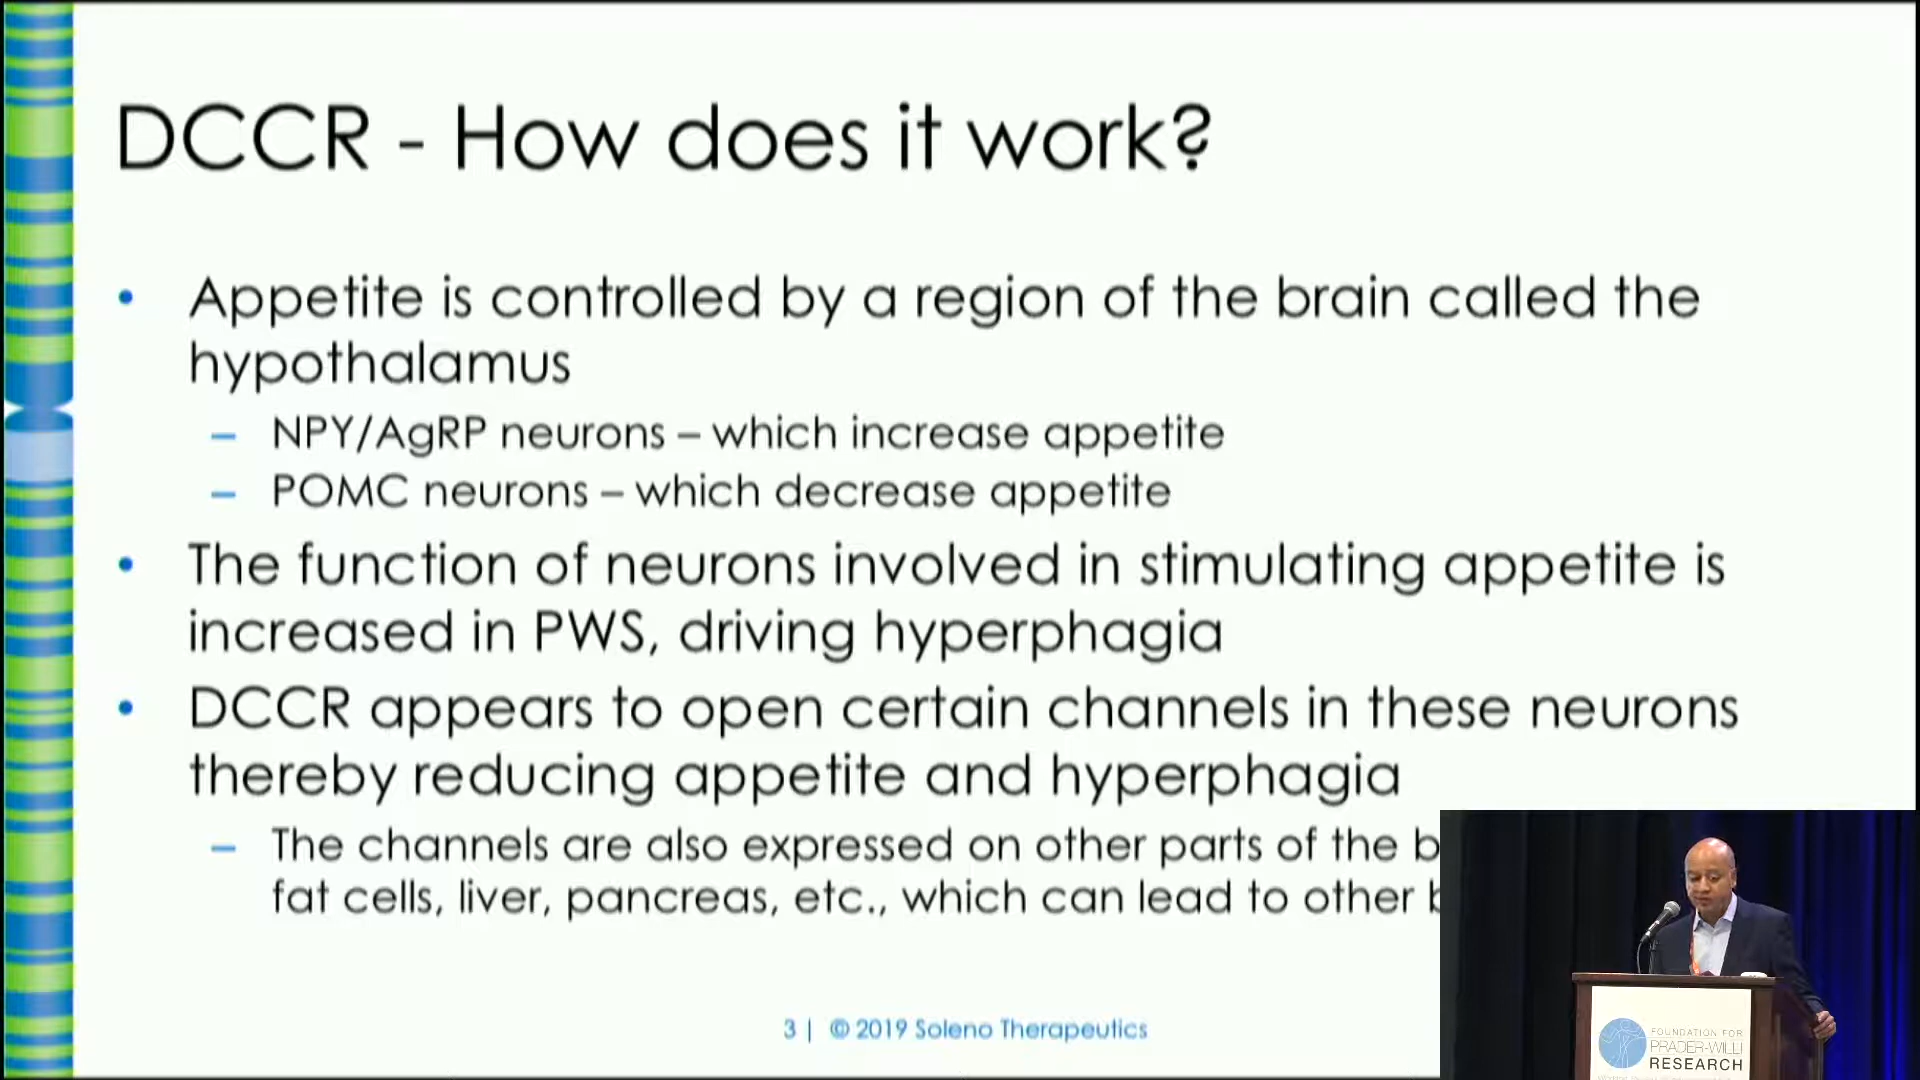 DCCR - How does it work?
• Appetite is controlled by a region of the brain called the
hypothalamus
– NPY/AgRP neurons – which increase appetite
– POMC neurons – which decrease appetite
• The function of neurons involved in stimulating appetite is
increased in PWS, driving hyperphagia
• DCCR appears to open certain channels in these neurons
thereby reducing appetite and hyperphagia
– The channels are also expressed on other parts of the
fat cells, liver, pancreas, etc., which can lead to other
3 | © 2019 Soleno Therapeutics
FOUNDATION FOR
PRADER-WILLI
RESEARCH